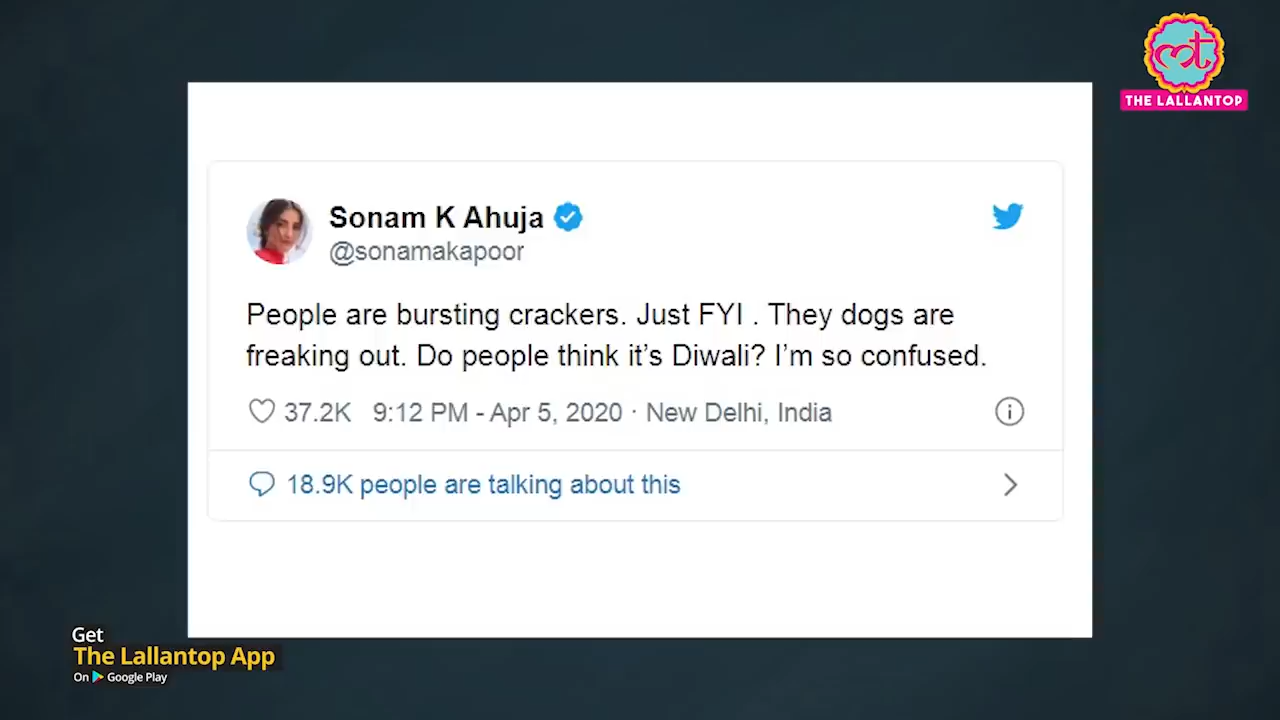 THE LALLANTOP
Sonam K Ahuja
@sonamakapoor
People are bursting crackers. Just FYI . They dogs are
freaking out. Do people think it's Diwali? I'm so confused.
37.2K 9:12 PM - Apr 5, 2020 · New Delhi, India
18.9K people are talking about this
Get
The Lallantop App
On Google Play